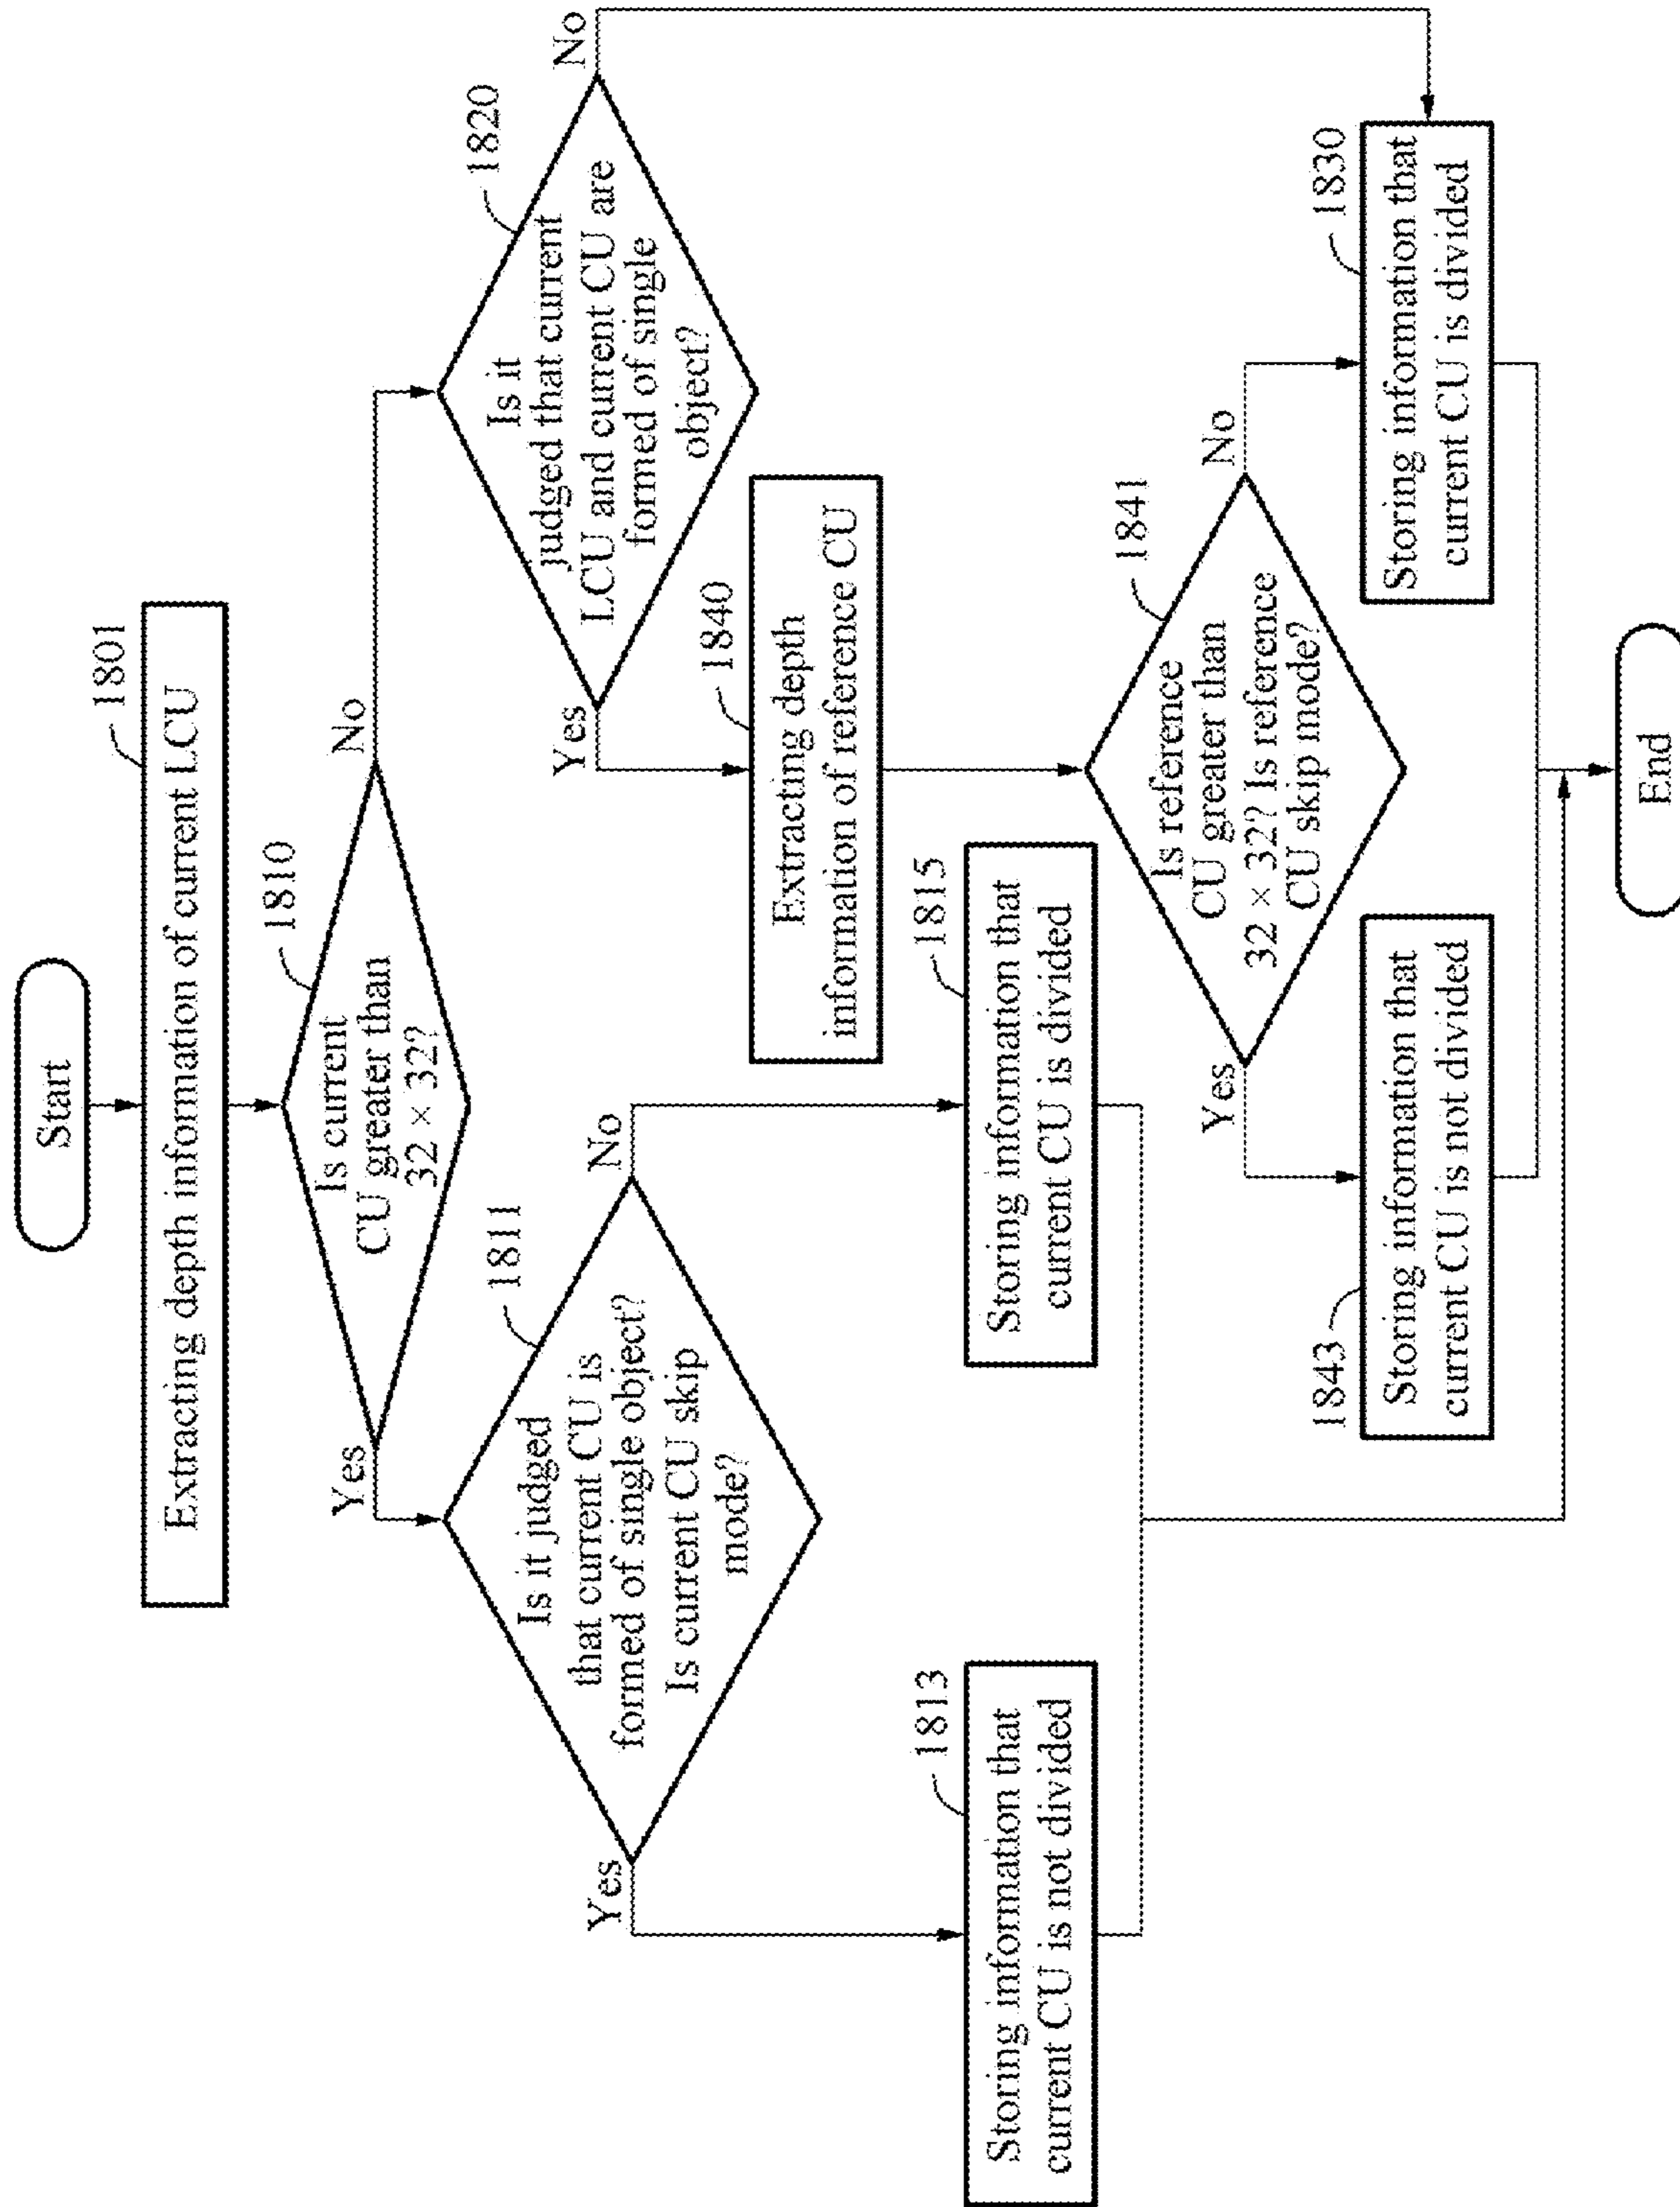 Start
1801
Extracting depth information of current LCU
1810
Is current
CU greater than
32 × 32?
Yes
No
1811
Is it judged
that current CU is
formed of single object?
Is current CU skip
mode?
Yes
No
1820
Is it
judged that current
LCU and current CU are
formed of single
object?
Yes
No
1840
Extracting depth
information of reference CU
1813
Storing information that
current CU is not divided
1815
Storing information that
current CU is divided
1841
Is reference
CU greater than
32 × 32? Is reference
CU skip mode?
Yes
No
1843
Storing information that
current CU is not divided
1830
Storing information that
current CU is divided
End